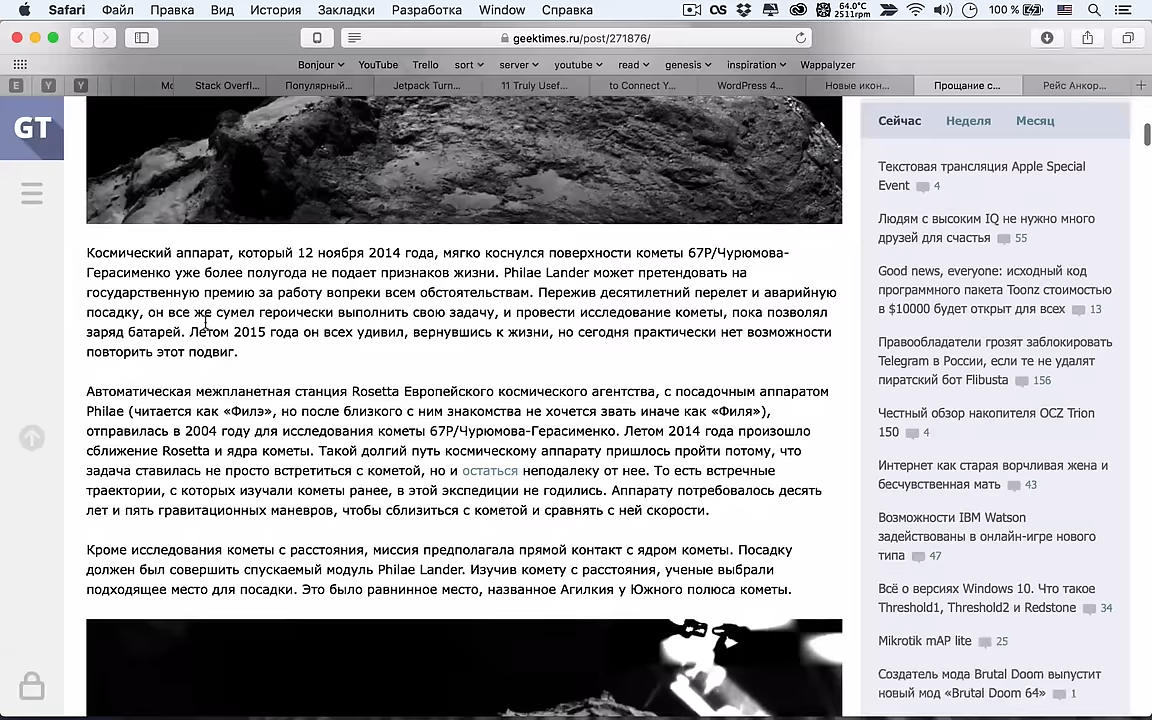 Safari Файл Правка Вид История Закладки Разработка Window Справка 64.0°C 2511rpm 100 %
geektimes.ru/post/271876/
Bonjour YouTube Trello sort server youtube read genesis inspiration Wappalyzer
E Y Y Mc Stack Overfl... Популярный... Jetpack Turn... 11 Truly Usef... to Connect Y... WordPress 4... Новые икон... Прощание с... Рейс Анкор...
GT
Космический аппарат, который 12 ноября 2014 года, мягко коснулся поверхности кометы 67Р/Чурюмова-
Герасименко уже более полугода не подает признаков жизни. Philae Lander может претендовать на
государственную премию за работу вопреки всем обстоятельствам. Пережив десятилетний перелет и аварийную
посадку, он все же сумел героически выполнить свою задачу, и провести исследование кометы, пока позволял
заряд батарей. Летом 2015 года он всех удивил, вернувшись к жизни, но сегодня практически нет возможности
повторить этот подвиг.
Автоматическая межпланетная станция Rosetta Европейского космического агентства, с посадочным аппаратом
Philae (читается как «Филэ», но после близкого с ним знакомства не хочется звать иначе как «Филя»),
отправилась в 2004 году для исследования кометы 67Р/Чурюмова-Герасименко. Летом 2014 года произошло
сближение Rosetta и ядра кометы. Такой долгий путь космическому аппарату пришлось пройти потому, что
задача ставилась не просто встретиться с кометой, но и остаться неподалеку от нее. То есть встречные
траектории, с которых изучали кометы ранее, в этой экспедиции не годились. Аппарату потребовалось десять
лет и пять гравитационных маневров, чтобы сблизиться с кометой и сравнять с ней скорости.
Кроме исследования кометы с расстояния, миссия предполагала прямой контакт с ядром кометы. Посадку
должен был совершить спускаемый модуль Philae Lander. Изучив комету с расстояния, ученые выбрали
подходящее место для посадки. Это было равнинное место, названное Агилкия у Южного полюса кометы.
Сейчас Неделя Месяц
Текстовая трансляция Apple Special
Event 4
Людям с высоким IQ не нужно много
друзей для счастья 55
Good news, everyone: исходный код
програмного пакета Toonz стоимостью
в $10000 будет открыт для всех 13
Правообладатели грозят заблокировать
Telegram в России, если те не удалят
пиратский бот Flibusta 156
Честный обзор накопителя OCZ Trion
150 4
Интернет как старая ворчливая жена и
бесчувственная мать 43
Возможности IBM Watson
задействованы в онлайн-игре нового
типа 47
Всё о версиях Windows 10. Что такое
Threshold1, Threshold2 и Redstone 34
Mikrotik mAP lite 25
Создатель мода Brutal Doom выпустит
новый мод «Brutal Doom 64» 1